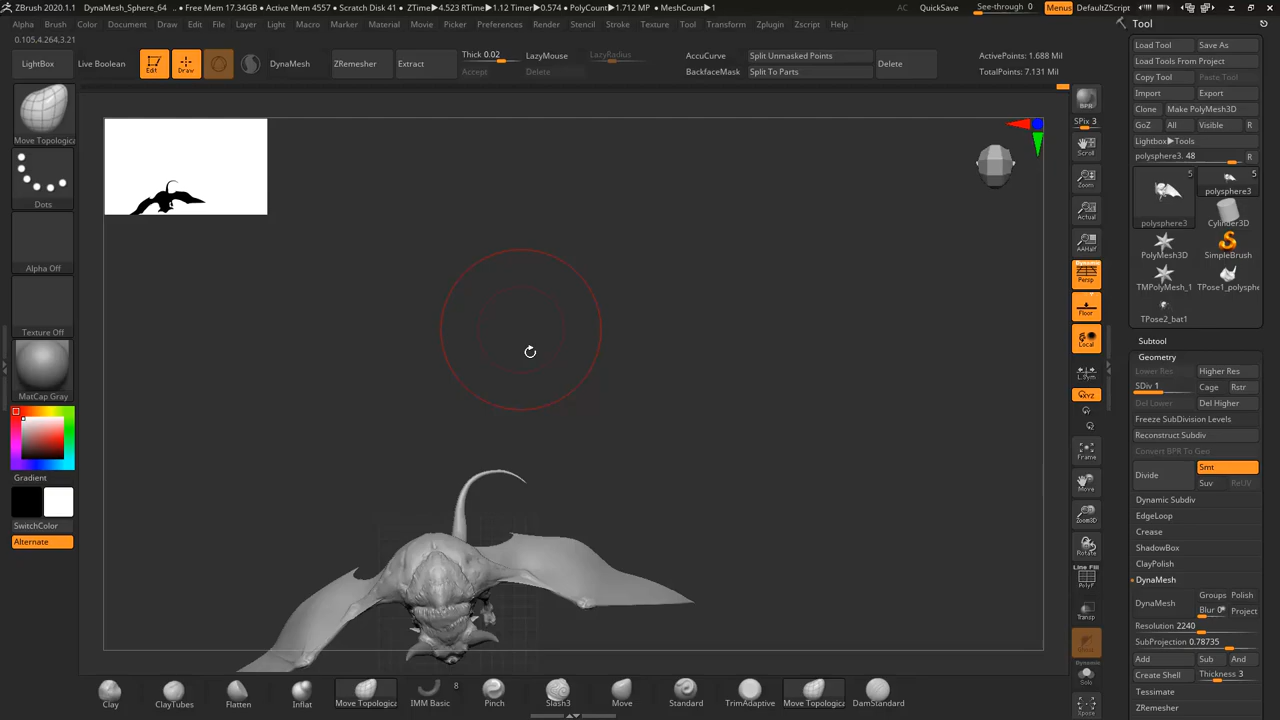 ZBrush 2020.1.1 DynaMesh_Sphere_64 ... ● Free Mem 17.34GB ● Active Mem 4557 ● Scratch Disk 41 ● ZTime▸4.523 RTime▸1.12 Timer▸0.574 ● PolyCount▸1.712 MP ● MeshCount▸1 AC QuickSave See-through 0 Menus DefaultZScript
Alpha Brush Color Document Draw Edit File Layer Light Macro Marker Material Movie Picker Preferences Render Stencil Stroke Texture Tool Transform Zplugin Zscript Help
0.105,4.264,3.21
LightBox
Live Boolean
Edit
Draw
DynaMesh
ZRemesher
Extract
Thick 0.02
Accept
LazyMouse
Delete
LazyRadius
AccuCurve
BackfaceMask
Split Unmasked Points
Split To Parts
Delete
ActivePoints: 1.688 Mil
TotalPoints: 7.131 Mil
Move Topologica
Dots
Alpha Off
Texture Off
MatCap Gray
Gradient
SwitchColor
Alternate
BPR
SPix 3
Scroll
Zoom
Actual
AAHalf
Dynamic
Persp
Floor
Local
L.Sym
XYZ
Frame
Move
Zoom3D
Rotate
Line Fill
PolyF
Transp
Dynamic
Solo
Xpose
Tool
Load Tool Save As
Load Tools From Project
Copy Tool Paste Tool
Import Export
Clone Make PolyMesh3D
GoZ All Visible R
Lightbox▸Tools
polysphere3. 48 R
5 5
polysphere3 polysphere3
Cylinder3D
PolyMesh3D SimpleBrush
TMPolyMesh_1 TPose1_polysphe
TPose2_bat1
Subtool
Geometry
Lower Res Higher Res
SDiv 1 Cage Rstr
Del Lower Del Higher
Freeze SubDivision Levels
Reconstruct Subdiv
Convert BPR To Geo
Divide Smt
Suv ReUV
Dynamic Subdiv
EdgeLoop
Crease
ShadowBox
ClayPolish
DynaMesh
DynaMesh Groups Polish
Blur 0 Project
Resolution 2240
SubProjection 0.78735
Add Sub And
Create Shell Thickness 3
Tessimate
ZRemesher
Clay ClayTubes Flatten Inflat Move Topologica IMM Basic 8 Pinch Slash3 Move Standard TrimAdaptive Move Topologica DamStandard